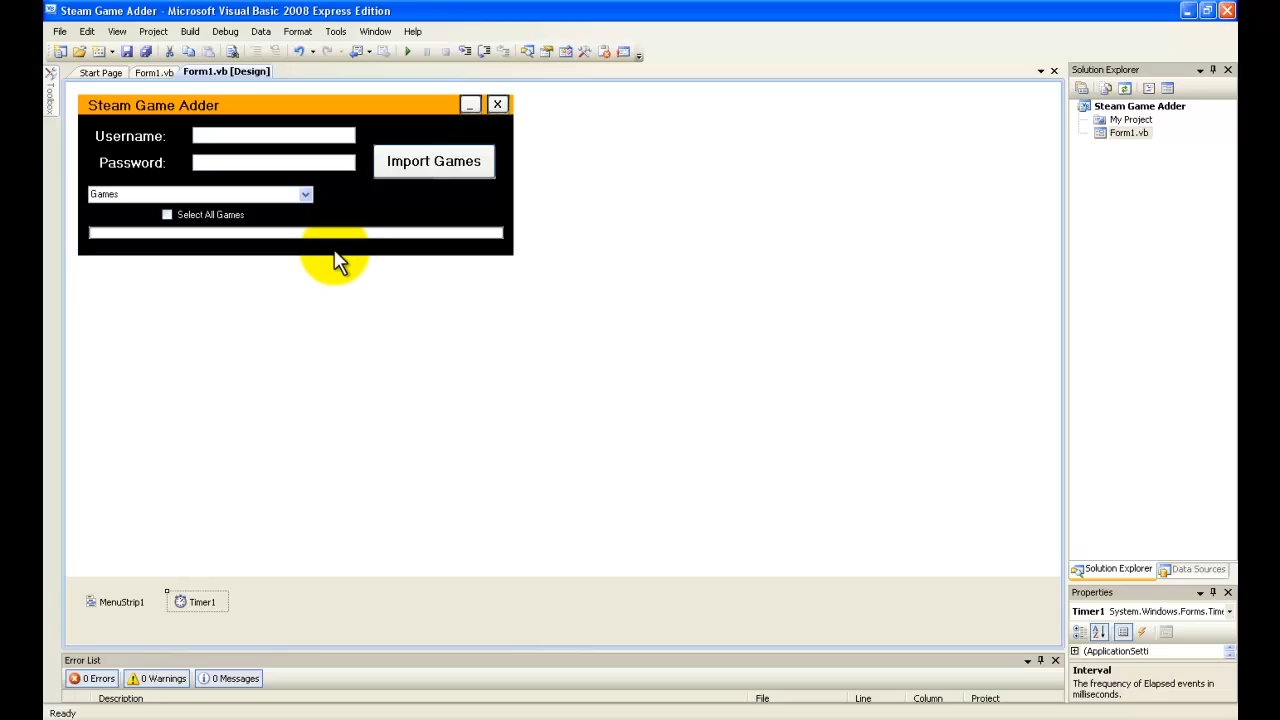 Steam Game Adder - Microsoft Visual Basic 2008 Express Edition
File Edit View Project Build Debug Data Format Tools Window Help
Start Page Form1.vb Form1.vb [Design]
Toolbox
Steam Game Adder _ X
Username:
Password:
Import Games
Games
Select All Games
MenuStrip1 Timer1
Error List
0 Errors 0 Warnings 0 Messages
Description File Line Column Project
Ready
Solution Explorer
Steam Game Adder
My Project
Form1.vb
Solution Explorer Data Sources
Properties
Timer1 System.Windows.Forms.Time
(ApplicationSetti
Interval
The frequency of Elapsed events in
milliseconds.